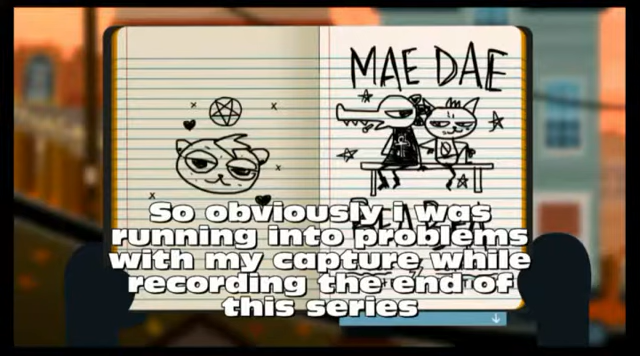 MAE DAE
So obviously i was
running into problems
with my capture while
recording the end of
this series